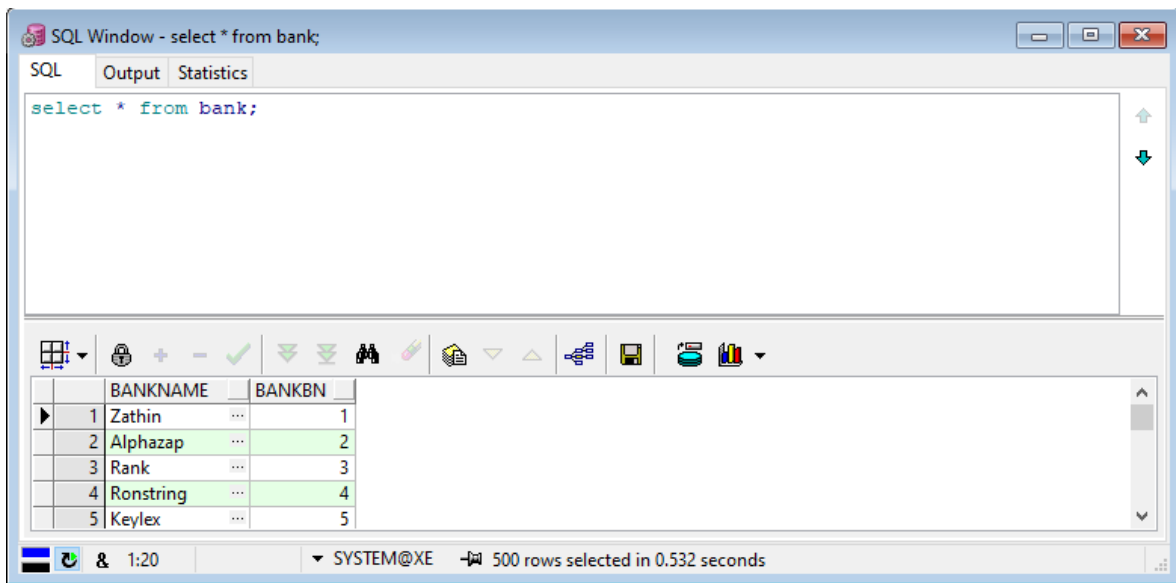 SQL Window - select * from bank;
SQL Output Statistics
select * from bank;
BANKNAME BANKBN
1 Zathin ... 1
2 Alphazap ... 2
3 Rank ... 3
4 Ronstring ... 4
5 Keylex ... 5
& 1:20 SYSTEM@XE 500 rows selected in 0.532 seconds